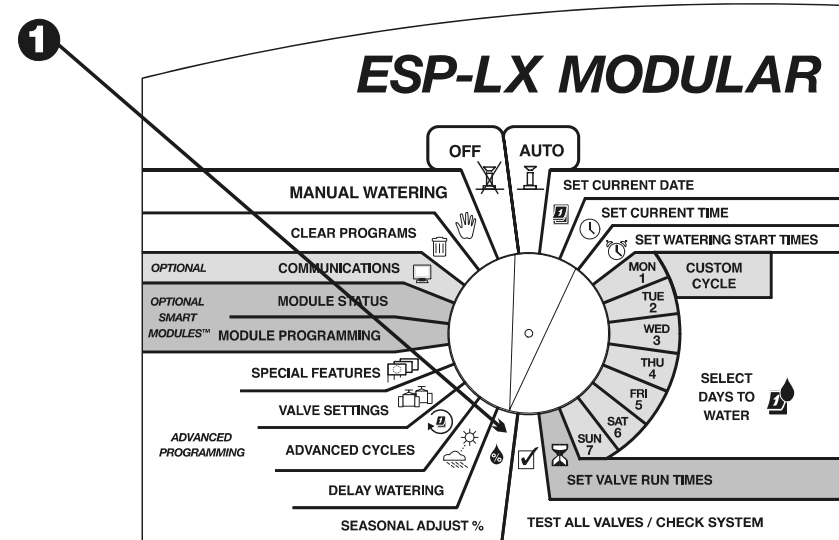 1
ESP-LX MODULAR
OFF
AUTO
MANUAL WATERING
CLEAR PROGRAMS
OPTIONAL
COMMUNICATIONS
OPTIONAL
SMART
MODULES™
MODULE STATUS
MODULE PROGRAMMING
SPECIAL FEATURES
VALVE SETTINGS
ADVANCED
PROGRAMMING
ADVANCED CYCLES
DELAY WATERING
SEASONAL ADJUST %
SET CURRENT DATE
SET CURRENT TIME
SET WATERING START TIMES
MON
1
CUSTOM
CYCLE
TUE
2
WED
3
THU
4
FRI
5
SAT
6
SUN
7
SELECT
DAYS TO
WATER
SET VALVE RUN TIMES
TEST ALL VALVES / CHECK SYSTEM
1
1
1
%